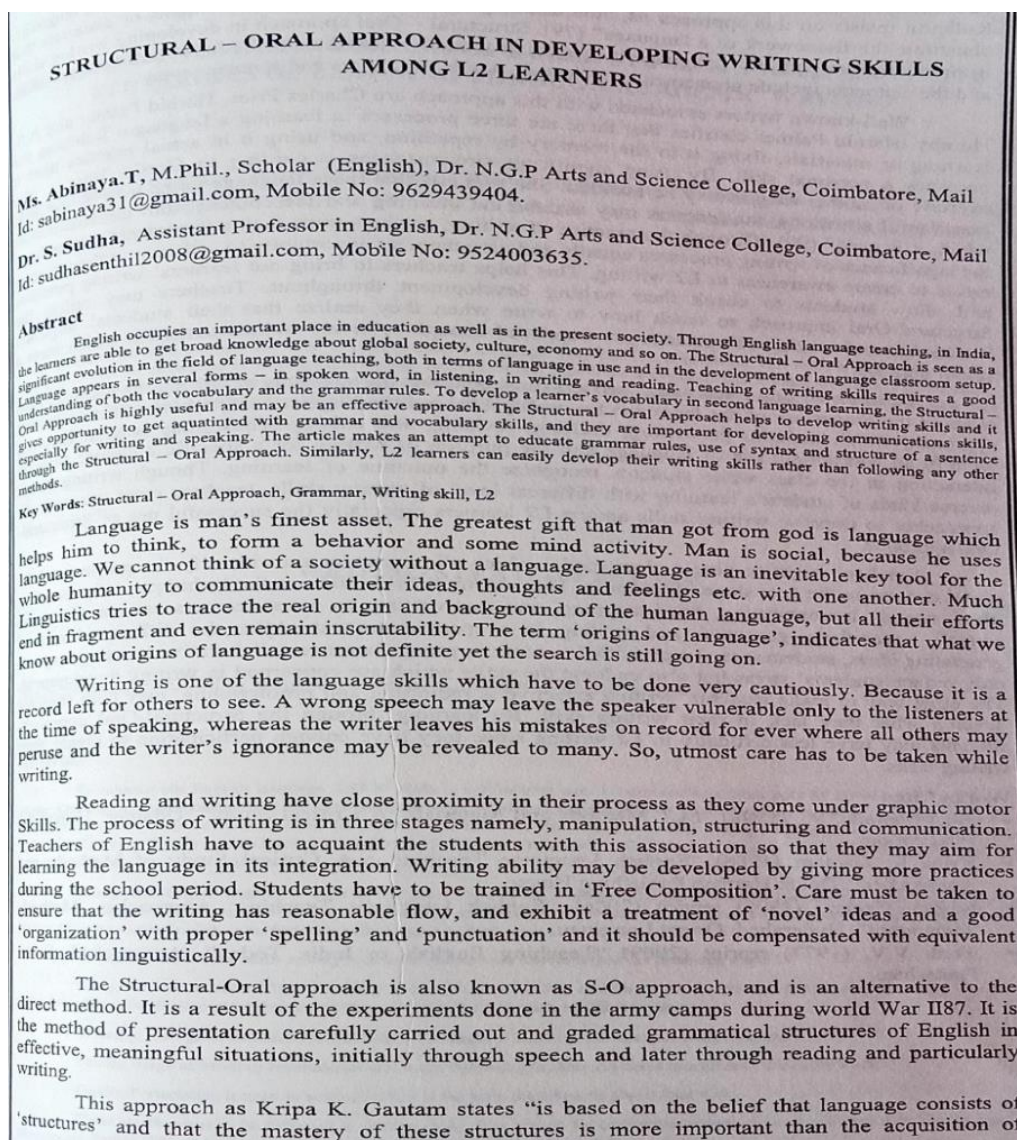 STRUCTURAL – ORAL APPROACH IN DEVELOPING WRITING SKILLS
AMONG L2 LEARNERS
Ms. Abinaya.T, M.Phil., Scholar (English), Dr. N.G.P Arts and Science College, Coimbatore, Mail
Id: sabinaya31@gmail.com, Mobile No: 9629439404.
Dr. S. Sudha, Assistant Professor in English, Dr. N.G.P Arts and Science College, Coimbatore, Mail
Id: sudhasenthil2008@gmail.com, Mobile No: 9524003635.
Abstract
English occupies an important place in education as well as in the present society. Through English language teaching, in India,
the learners are able to get broad knowledge about global society, culture, economy and so on. The Structural – Oral Approach is seen as a
significant evolution in the field of language teaching, both in terms of language in use and in the development of language classroom setup.
Language appears in several forms – in spoken word, in listening, in writing and reading. Teaching of writing skills requires a good
understanding of both the vocabulary and the grammar rules. To develop a learner's vocabulary in second language learning, the Structural –
Oral Approach is highly useful and may be an effective approach. The Structural – Oral Approach helps to develop writing skills and it
gives opportunity to get aquatinted with grammar and vocabulary skills, and they are important for developing communications skills,
especially for writing and speaking. The article makes an attempt to educate grammar rules, use of syntax and structure of a sentence
through the Structural – Oral Approach. Similarly, L2 learners can easily develop their writing skills rather than following any other
methods.
Key Words: Structural – Oral Approach, Grammar, Writing skill, L2
Language is man's finest asset. The greatest gift that man got from god is language which
helps him to think, to form a behavior and some mind activity. Man is social, because he uses
language. We cannot think of a society without a language. Language is an inevitable key tool for the
whole humanity to communicate their ideas, thoughts and feelings etc. with one another. Much
Linguistics tries to trace the real origin and background of the human language, but all their efforts
end in fragment and even remain inscrutability. The term 'origins of language', indicates that what we
know about origins of language is not definite yet the search is still going on.
Writing is one of the language skills which have to be done very cautiously. Because it is a
record left for others to see. A wrong speech may leave the speaker vulnerable only to the listeners at
the time of speaking, whereas the writer leaves his mistakes on record for ever where all others may
peruse and the writer's ignorance may be revealed to many. So, utmost care has to be taken while
writing.
Reading and writing have close proximity in their process as they come under graphic motor
Skills. The process of writing is in three stages namely, manipulation, structuring and communication.
Teachers of English have to acquaint the students with this association so that they may aim for
learning the language in its integration. Writing ability may be developed by giving more practices
during the school period. Students have to be trained in 'Free Composition'. Care must be taken to
ensure that the writing has reasonable flow, and exhibit a treatment of 'novel' ideas and a good
'organization' with proper 'spelling' and 'punctuation' and it should be compensated with equivalent
information linguistically.
The Structural-Oral approach is also known as S-O approach, and is an alternative to the
direct method. It is a result of the experiments done in the army camps during world War II87. It is
the method of presentation carefully carried out and graded grammatical structures of English in
effective, meaningful situations, initially through speech and later through reading and particularly
writing.
This approach as Kripa K. Gautam states "is based on the belief that language consists of
'structures' and that the mastery of these structures is more important than the acquisition of